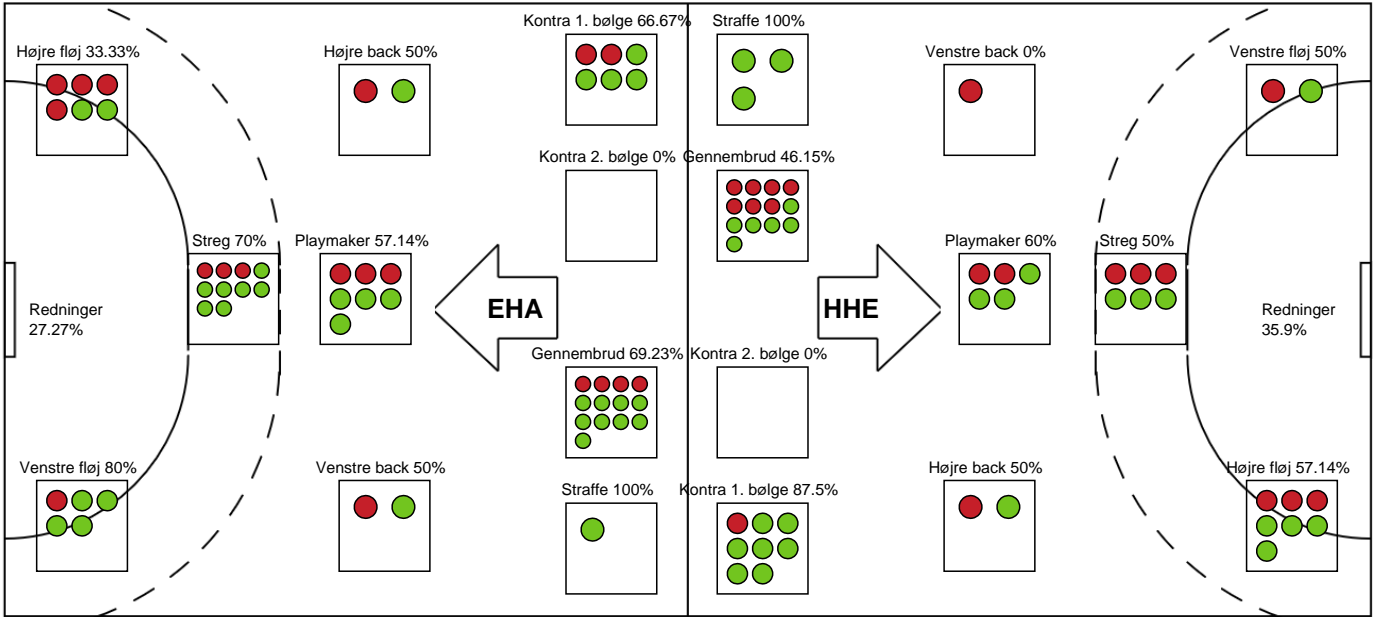 Kontra 1. bølge 66.67%
Straffe 100%
Højre fløj 33.33%
Højre back 50%
Venstre back 0%
Venstre fløj 50%
Kontra 2. bølge 0%
Gennembrud 46.15%
Streg 70%
Playmaker 57.14%
Playmaker 60%
Streg 50%
Redninger
27.27%
EHA
HHE
Redninger
35.9%
Gennembrud 69.23%
Kontra 2. bølge 0%
Venstre fløj 80%
Venstre back 50%
Straffe 100%
Kontra 1. bølge 87.5%
Højre back 50%
Højre fløj 57.14%